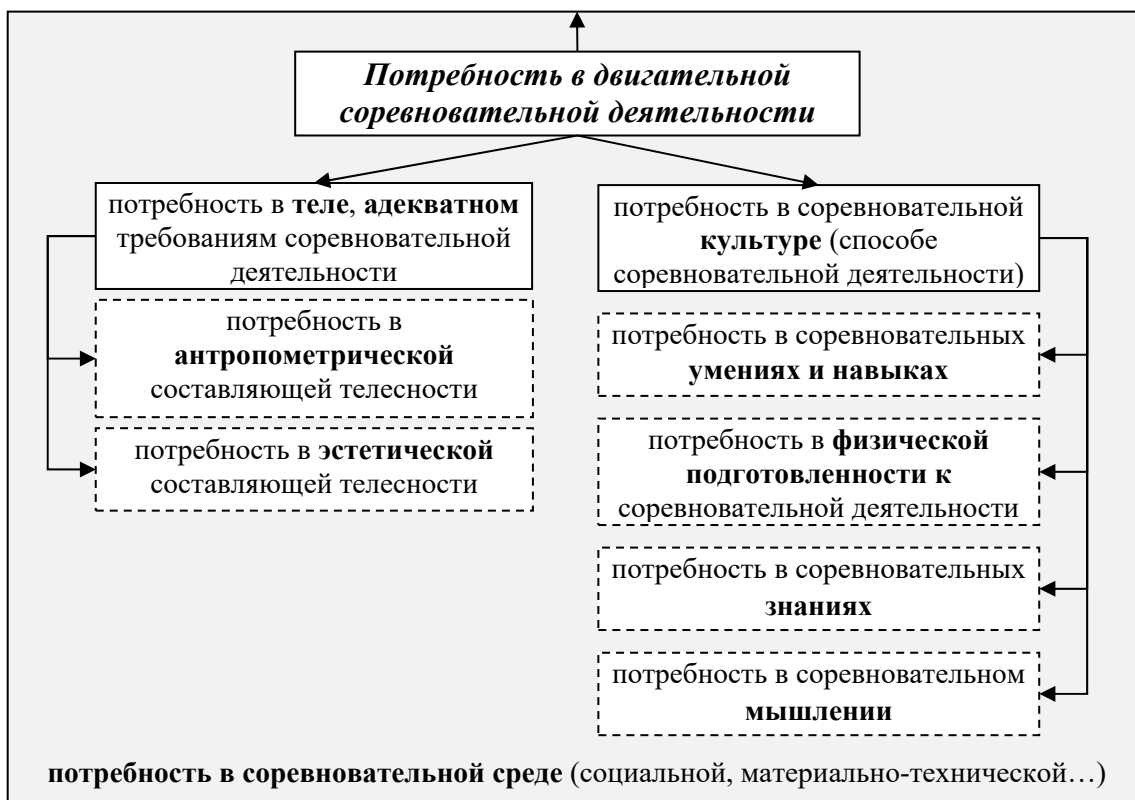 Потребность в двигательной
соревновательной деятельности
потребность в теле, адекватном
требованиям соревновательной
деятельности
потребность в
антропометрической
составляющей телесности
потребность в эстетической
составляющей телесности
потребность в соревновательной
культуре (способе
соревновательной деятельности)
потребность в соревновательных
умениях и навыках
потребность в физической
подготовленности к
соревновательной деятельности
потребность в соревновательных
знаниях
потребность в соревновательном
мышлении
потребность в соревновательной среде (социальной, материально-технической…)